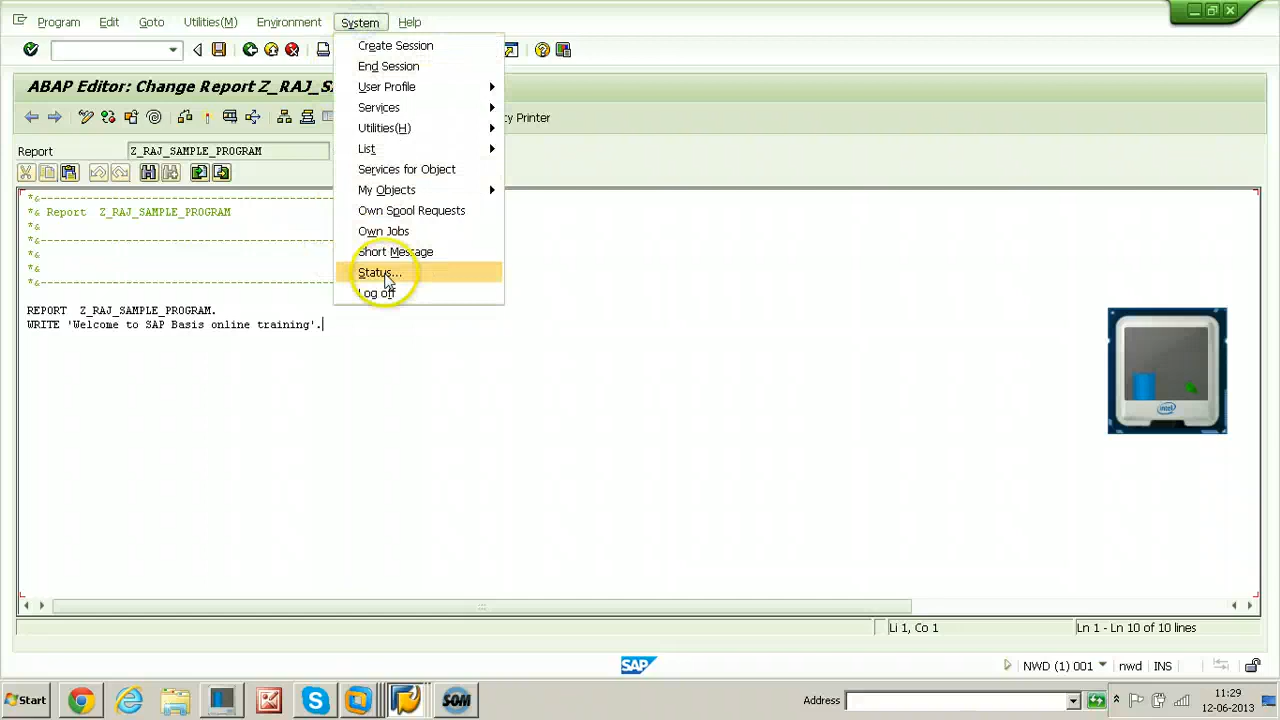 Program Edit Goto Utilities(M) Environment System Help
Create Session
End Session
ABAP Editor: Change Report Z_RAJ_S
User Profile
Services
y Printer
Utilities(H)
List
Report Z_RAJ_SAMPLE_PROGRAM
Services for Object
My Objects
Own Spool Requests
Own Jobs
Short Message
Status...
Log off
*&---------------------------------------------
*& Report  Z_RAJ_SAMPLE_PROGRAM
*&
*&---------------------------------------------
*&
*&
*&---------------------------------------------
REPORT  Z_RAJ_SAMPLE_PROGRAM.
WRITE 'Welcome to SAP Basis online training'.
intel
Li 1, Co 1 Ln 1 - Ln 10 of 10 lines
SAP
NWD (1) 001 nwd INS
Start SOM Address 11:29
12-06-2013